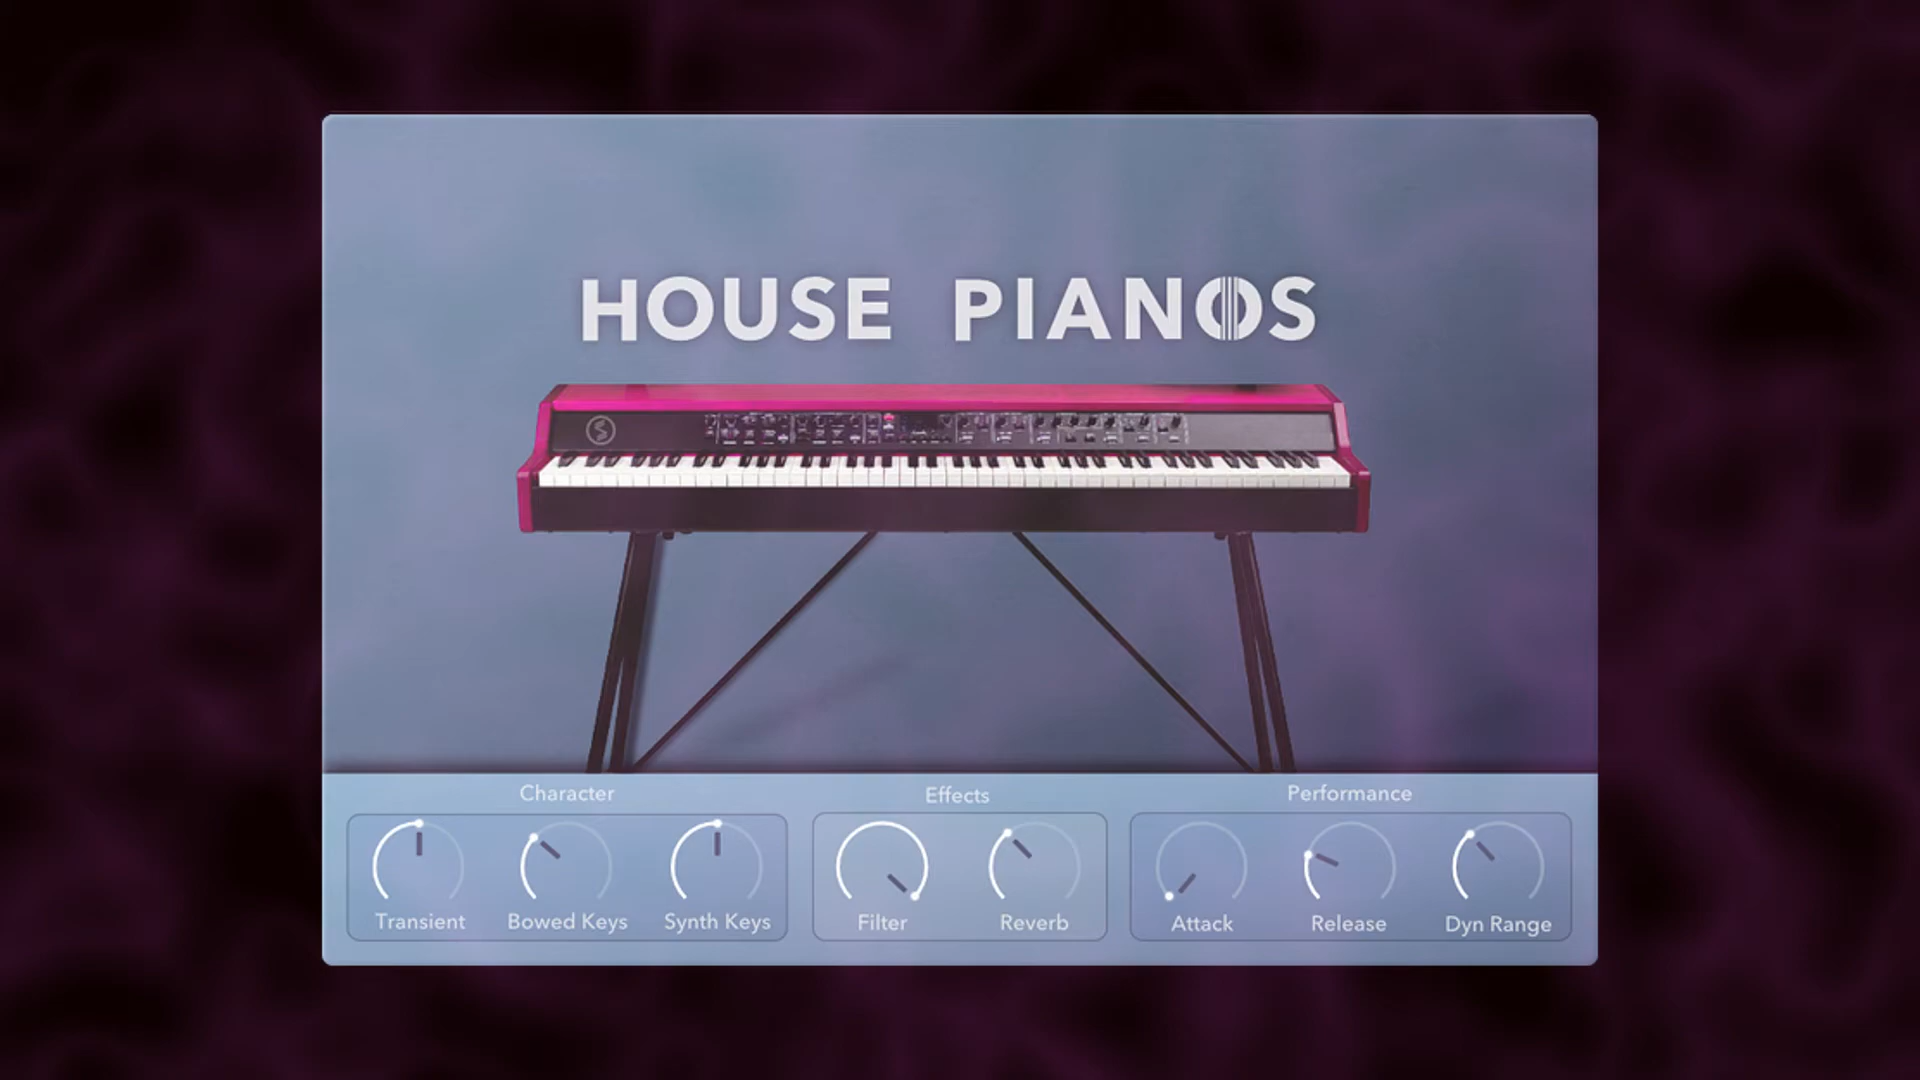 HOUSE PIANOS
Character
Effects
Performance
Transient
Bowed Keys
Synth Keys
Filter
Reverb
Attack
Release
Dyn Range